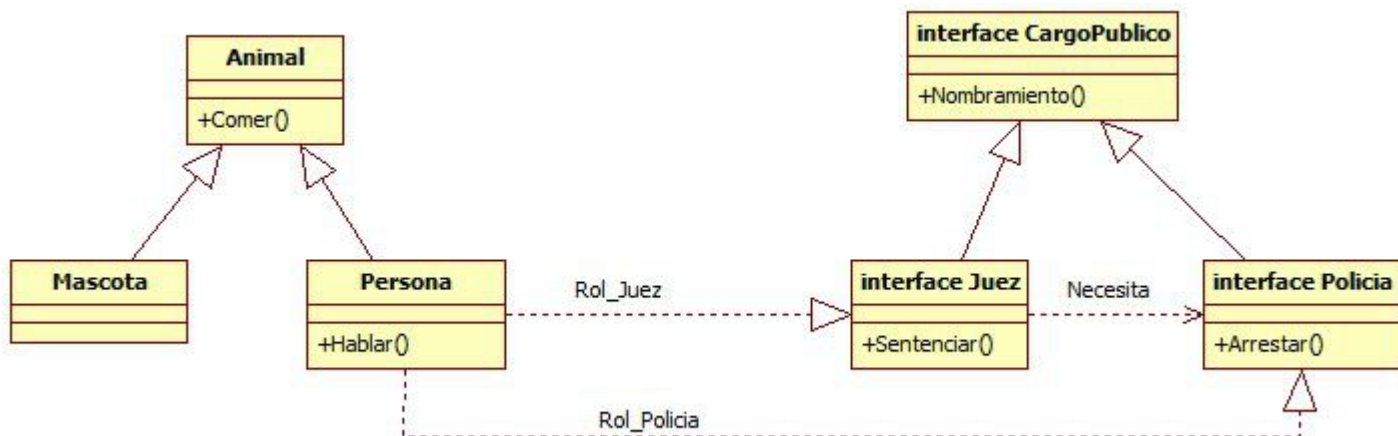 Animal
+Comer()
interface CargoPublico
+Nombramiento()
Mascota
Persona
+Hablar()
Rol_Juez
interface Juez
+Sentenciar()
Necesita
interface Policia
+Arrestar()
Rol_Policia